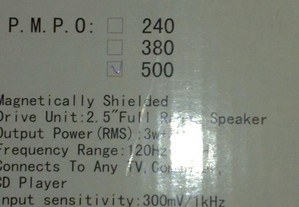 P.M.P.O: 240
380
500
Magnetically Shielded
Drive Unit:2.5"Full Speaker
Output Power(RMS):3w
Frequency Range:120Hz
Connects To Any TV.
CD Player
Input sensitivity:300mV/1kHz